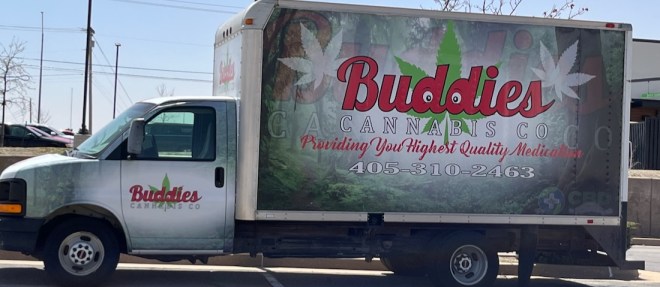 Buddies
CANNABIS CO
Providing You Highest Quality Medication
405-310-2463
Buddies
CANNABIS CO